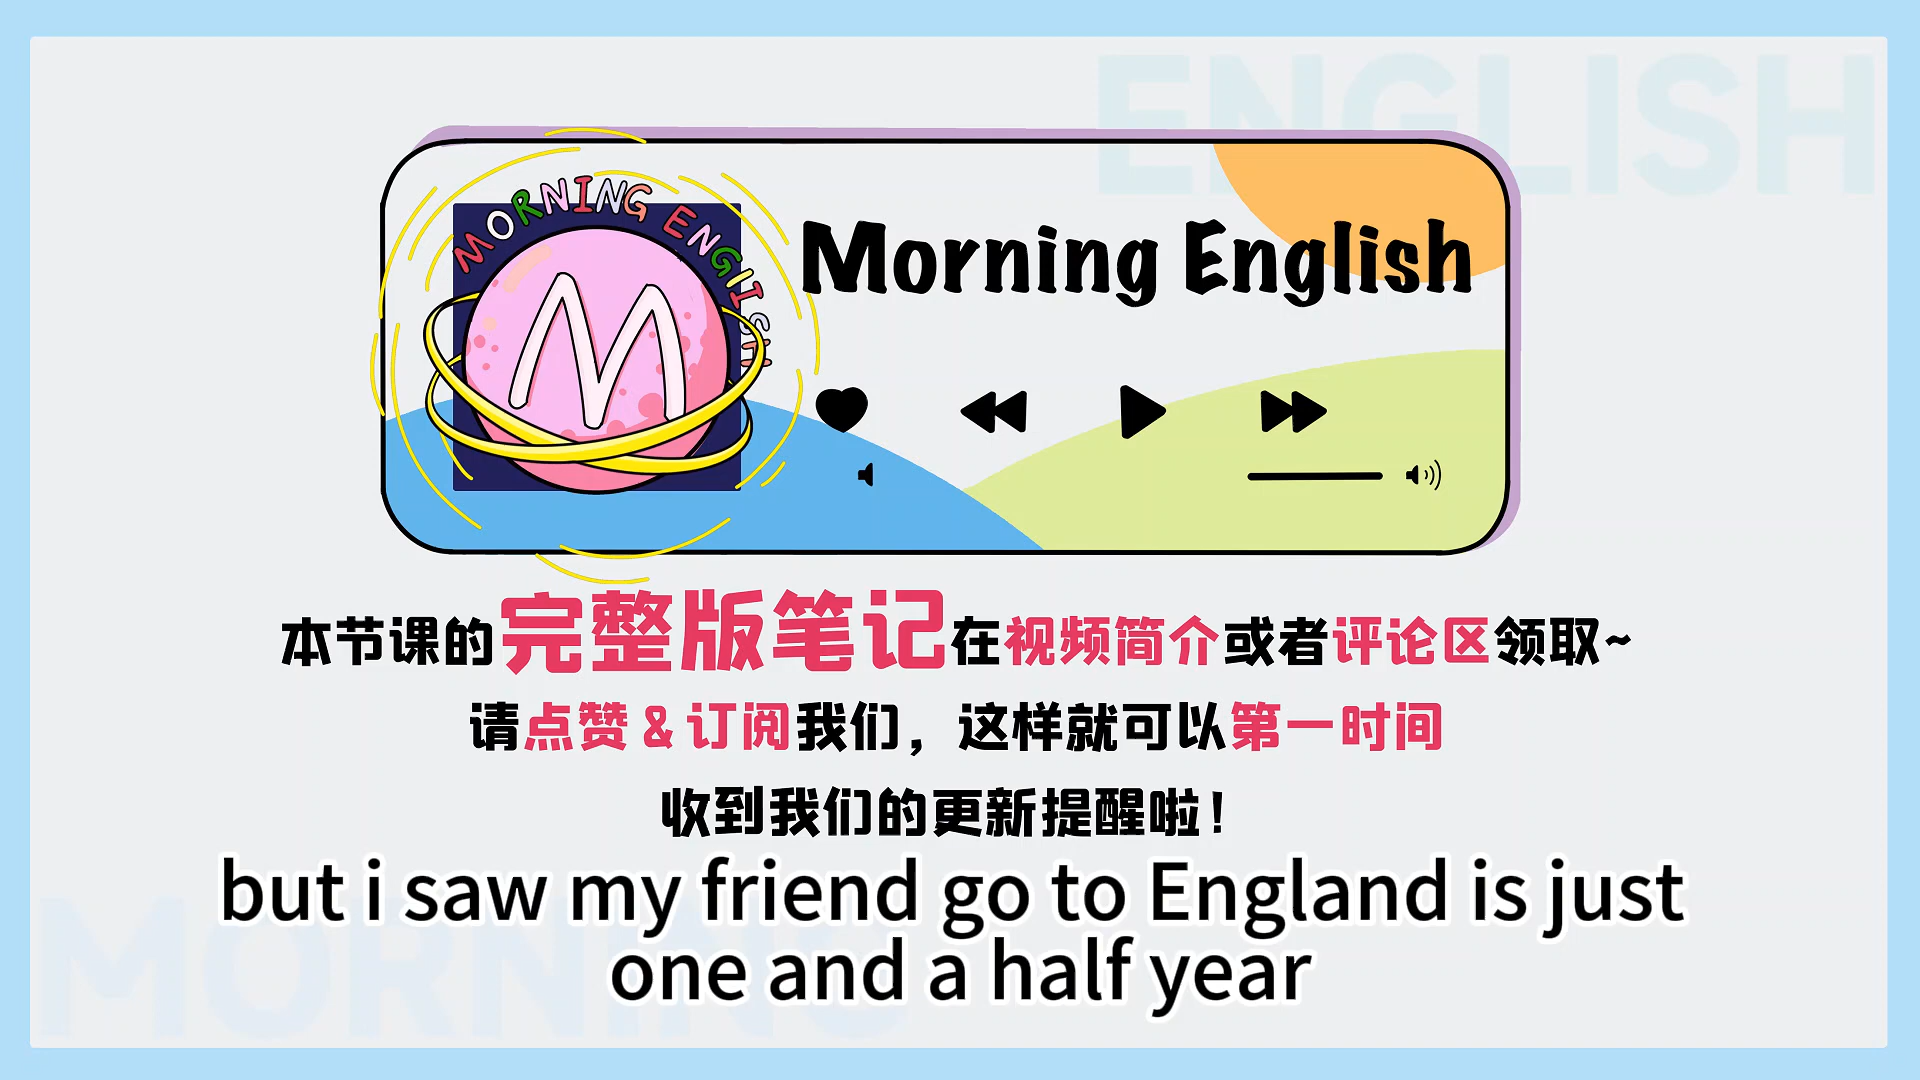 ENGLISH
MORNING ENGLISH
M
Morning English
本节课的完整版笔记在视频简介或者评论区领取~
请点赞&订阅我们，这样就可以第一时间
收到我们的更新提醒啦！
but i saw my friend go to England is just
one and a half year
MORNING